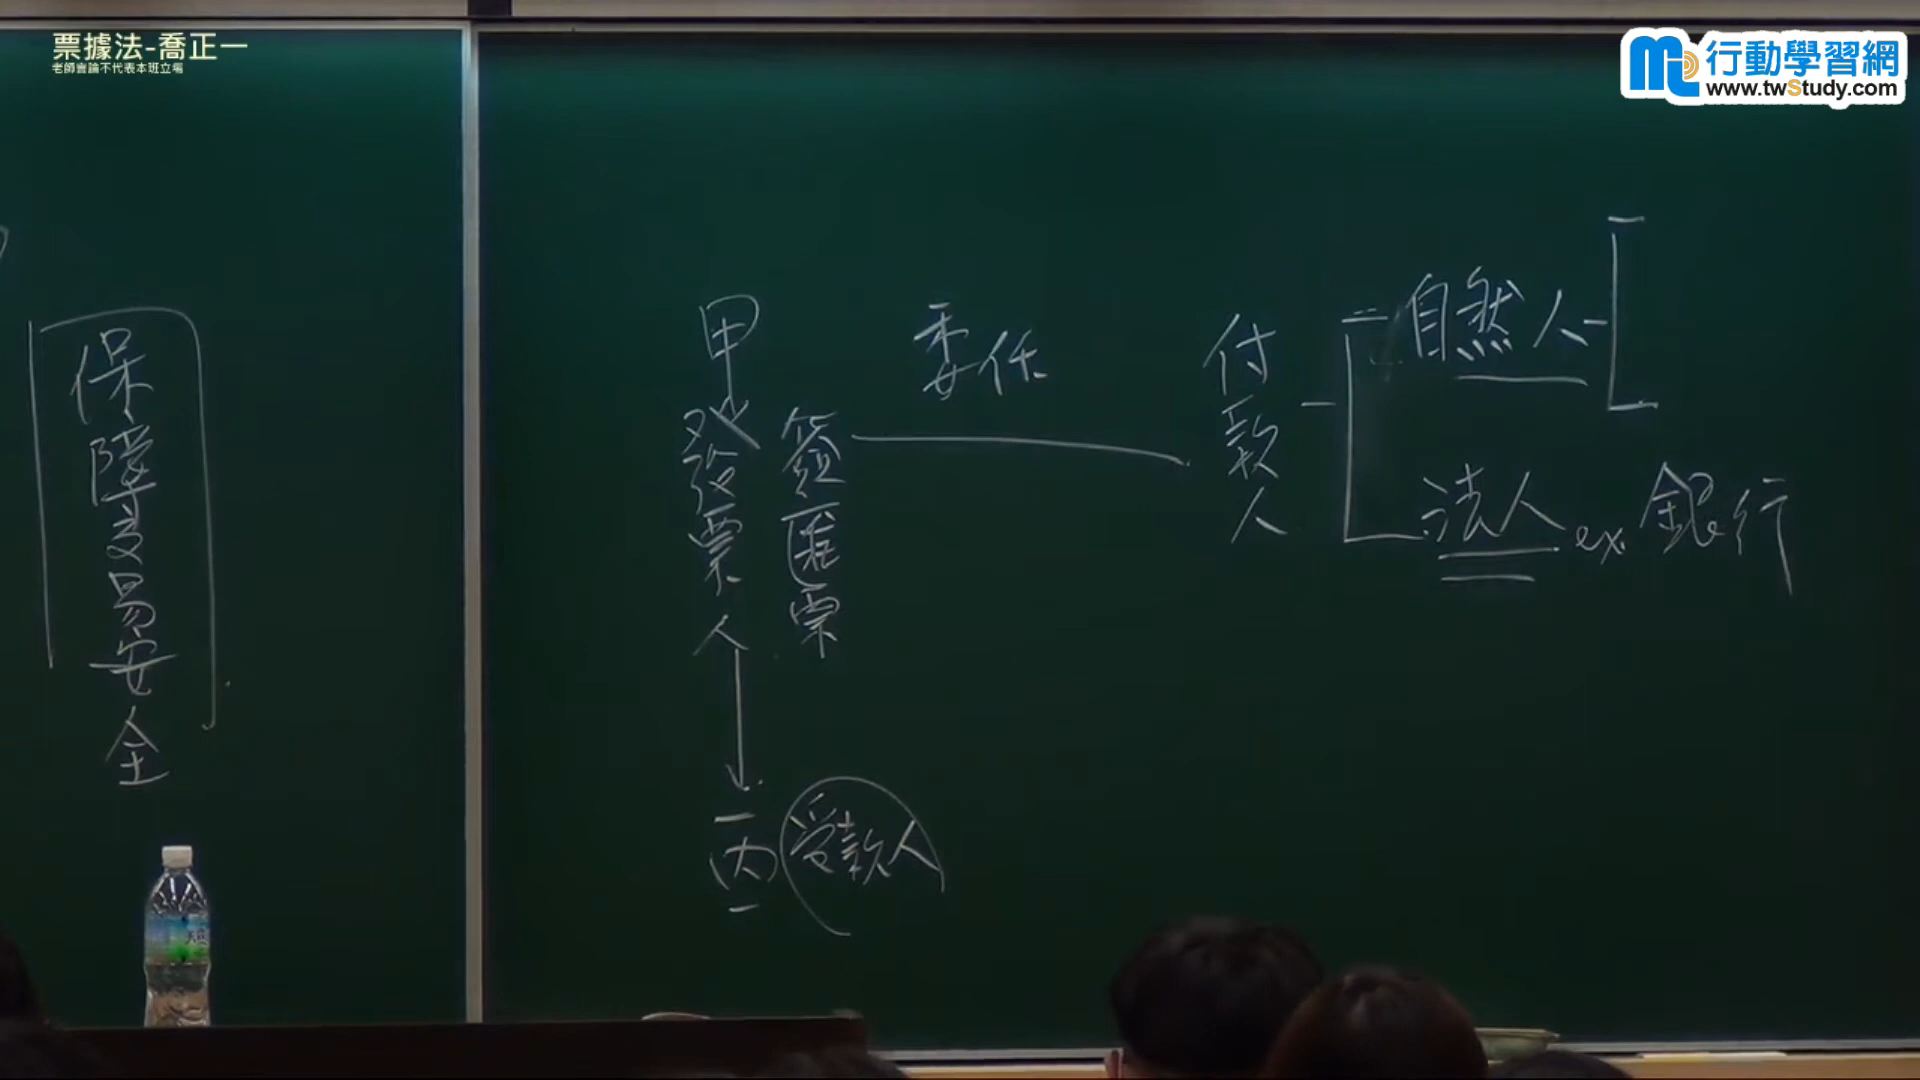 票據法-喬正一
老師言論不代表本班立場
行動學習網
www.twStudy.com
保障交易安全
甲
發票人
簽匯票
委任
付款人
自然人
法人 ex. 銀行
丙
受款人